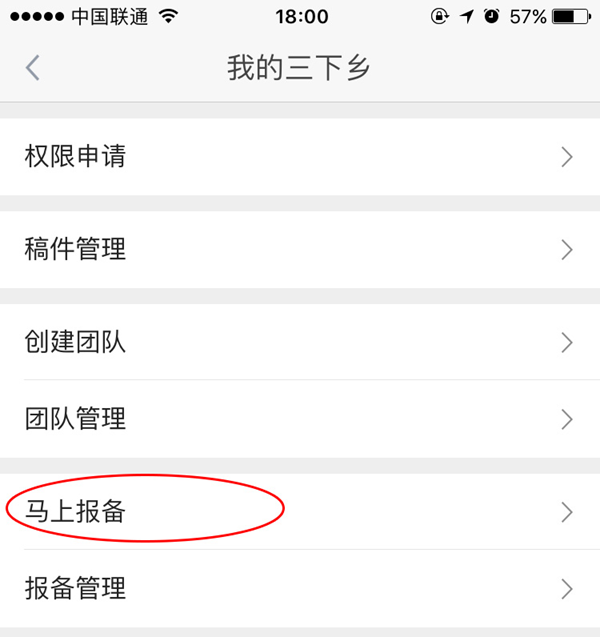 中国联通 18:00 57%
我的三下乡
权限申请
稿件管理
创建团队
团队管理
马上报备
报备管理